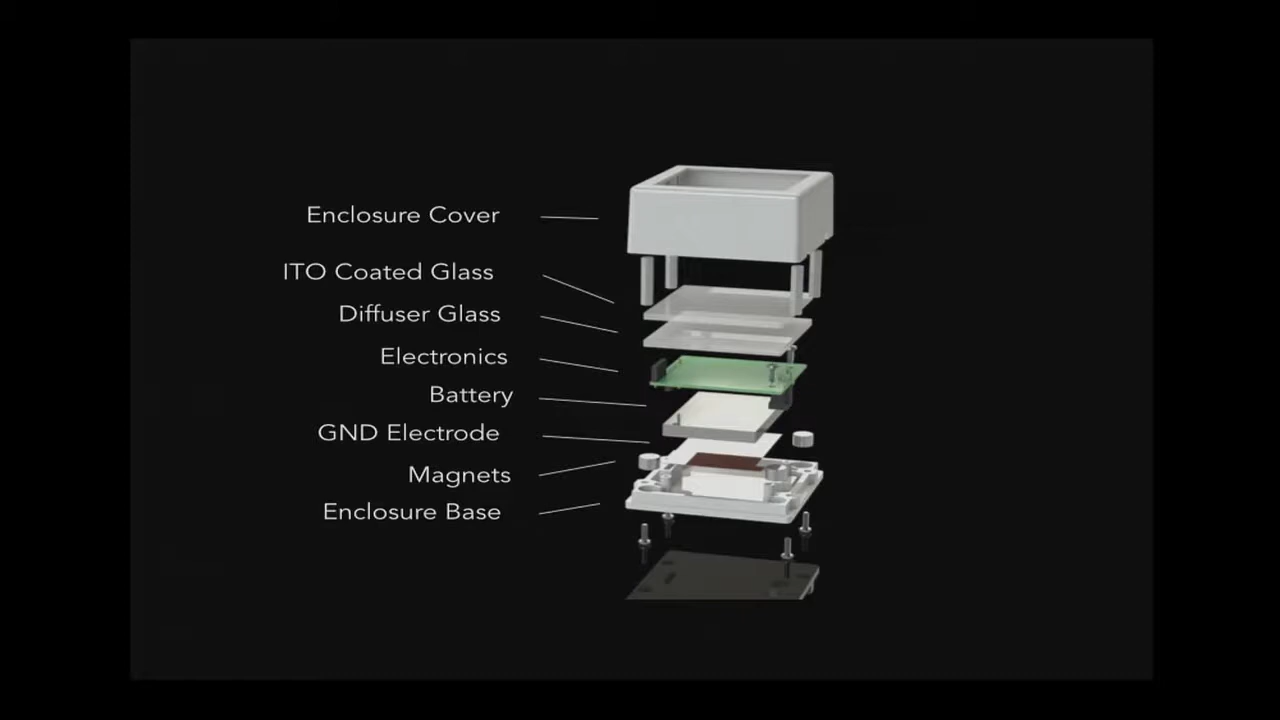 Enclosure Cover
ITO Coated Glass
Diffuser Glass
Electronics
Battery
GND Electrode
Magnets
Enclosure Base